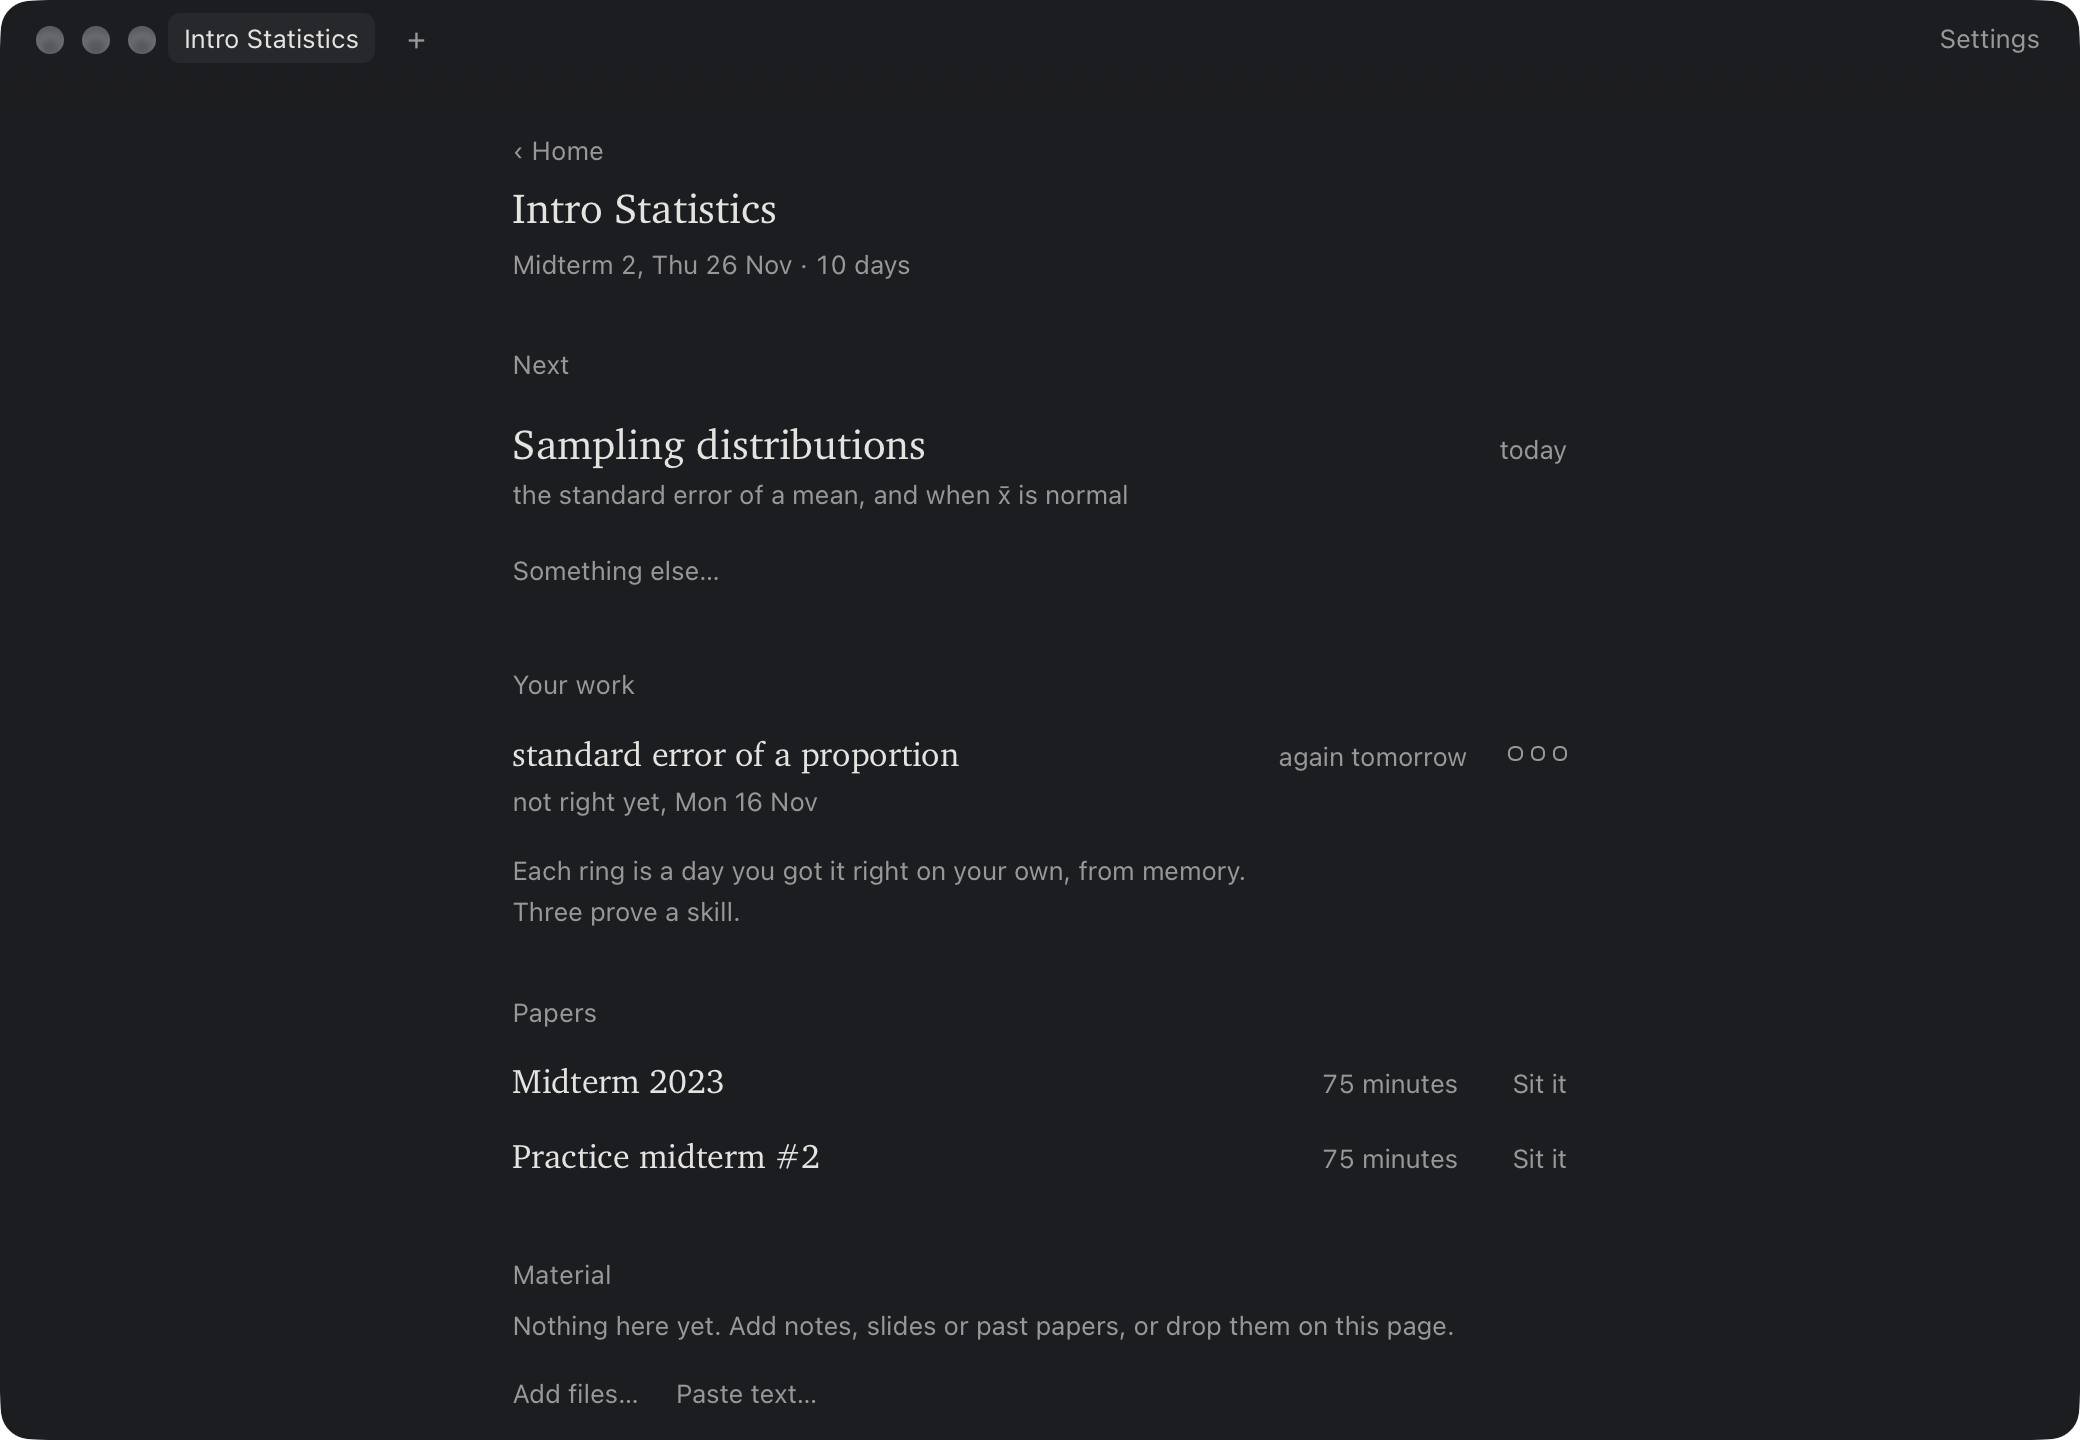 Intro Statistics
+
Settings
‹ Home
Intro Statistics
Midterm 2, Thu 26 Nov · 10 days
Next
Sampling distributions
today
the standard error of a mean, and when x̄ is normal
Something else...
Your work
standard error of a proportion
again tomorrow
not right yet, Mon 16 Nov
Each ring is a day you got it right on your own, from memory.
Three prove a skill.
Papers
Midterm 2023
75 minutes
Sit it
Practice midterm #2
75 minutes
Sit it
Material
Nothing here yet. Add notes, slides or past papers, or drop them on this page.
Add files...
Paste text...